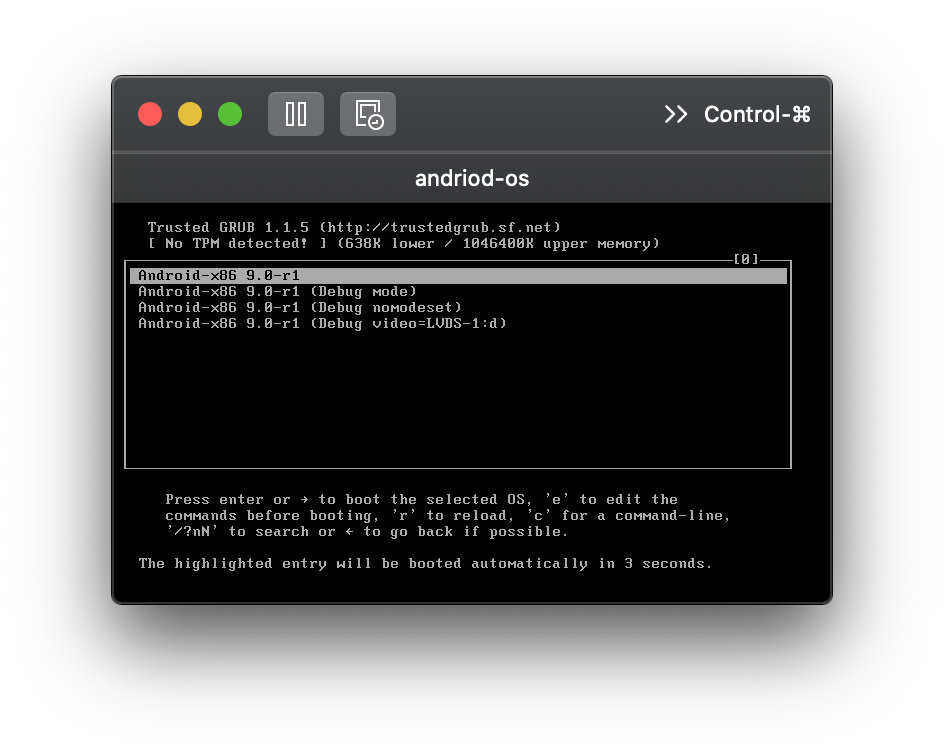 Control-⌘
andriod-os
Trusted GRUB 1.1.5 (http://trustedgrub.sf.net)
[ No TPM detected! ] (638K lower / 1046400K upper memory)
[0]
Android-x86 9.0-r1
Android-x86 9.0-r1 (Debug mode)
Android-x86 9.0-r1 (Debug nomodeset)
Android-x86 9.0-r1 (Debug video=LVDS-1:d)
Press enter or → to boot the selected OS, 'e' to edit the
commands before booting, 'r' to reload, 'c' for a command-line,
'/?nN' to search or ← to go back if possible.
The highlighted entry will be booted automatically in 3 seconds.